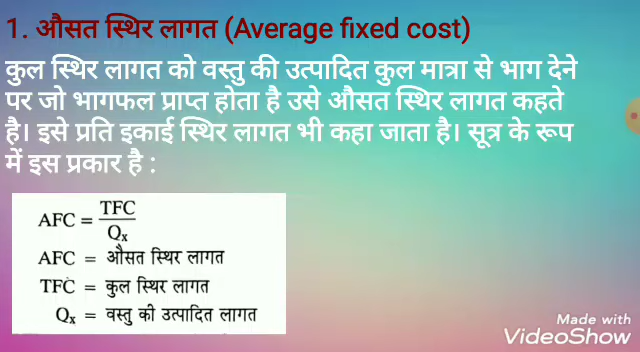 1. औसत स्थिर लागत (Average fixed cost)
कुल स्थिर लागत को वस्तु की उत्पादित कुल मात्रा से भाग देने
पर जो भागफल प्राप्त होता है उसे औसत स्थिर लागत कहते
है। इसे प्रति इकाई स्थिर लागत भी कहा जाता है। सूत्र के रूप
में इस प्रकार है :
AFC = TFC / Qx
AFC = औसत स्थिर लागत
TFC = कुल स्थिर लागत
Qx = वस्तु की उत्पादित लागत
Made with
VideoShow